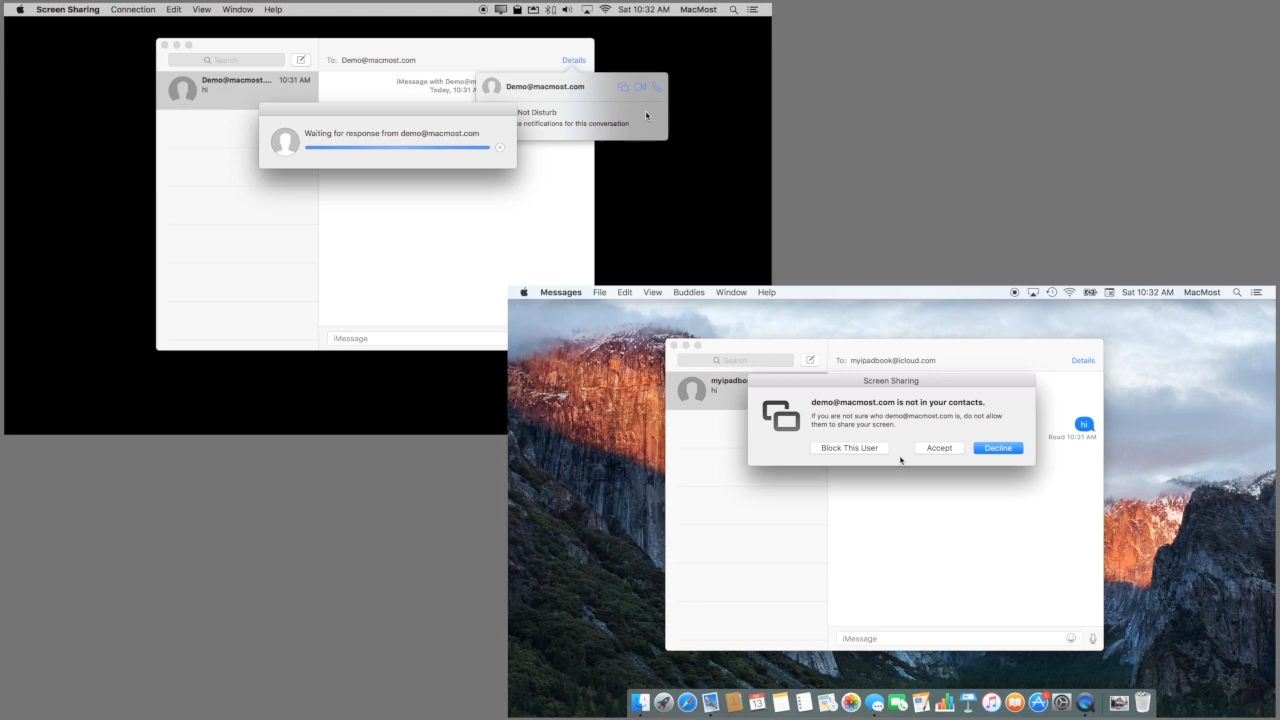 Screen Sharing Connection Edit View Window Help Sat 10:32 AM MacMost
Search
To: Demo@macmost.com Details
Demo@macmost.... 10:31 AM
hi
iMessage with Demo@m
Today, 10:31 A
Demo@macmost.com
Not Disturb
notifications for this conversation
Waiting for response from demo@macmost.com
iMessage
Messages File Edit View Buddies Window Help Sat 10:32 AM MacMost
Search
To: myipadbook@icloud.com Details
myipadbo
hi
Screen Sharing
demo@macmost.com is not in your contacts.
If you are not sure who demo@macmost.com is, do not allow
them to share your screen.
Block This User Accept Decline
hi
Read 10:31 AM
iMessage
13